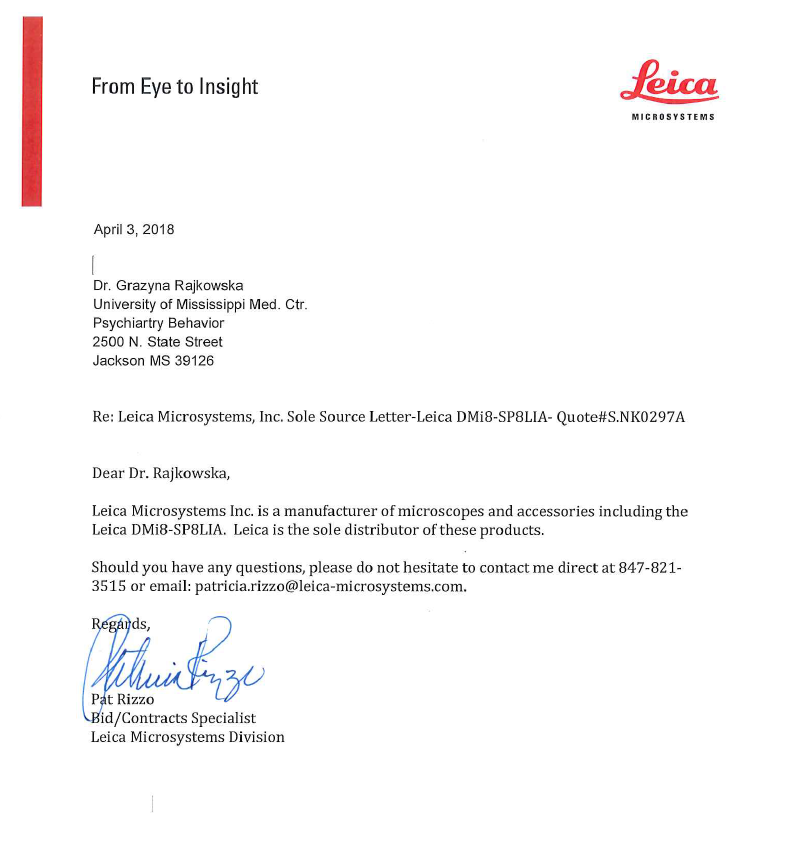 From Eye to Insight
Leica
MICROSYSTEMS
April 3, 2018
Dr. Grazyna Rajkowska
University of Mississippi Med. Ctr.
Psychiartry Behavior
2500 N. State Street
Jackson MS 39126
Re: Leica Microsystems, Inc. Sole Source Letter-Leica DMi8-SP8LIA- Quote#S.NK0297A
Dear Dr. Rajkowska,
Leica Microsystems Inc. is a manufacturer of microscopes and accessories including the
Leica DMi8-SP8LIA.  Leica is the sole distributor of these products.
Should you have any questions, please do not hesitate to contact me direct at 847-821-
3515 or email: patricia.rizzo@leica-microsystems.com.
Regards,
Patricia Rizzo
Pat Rizzo
Bid/Contracts Specialist
Leica Microsystems Division